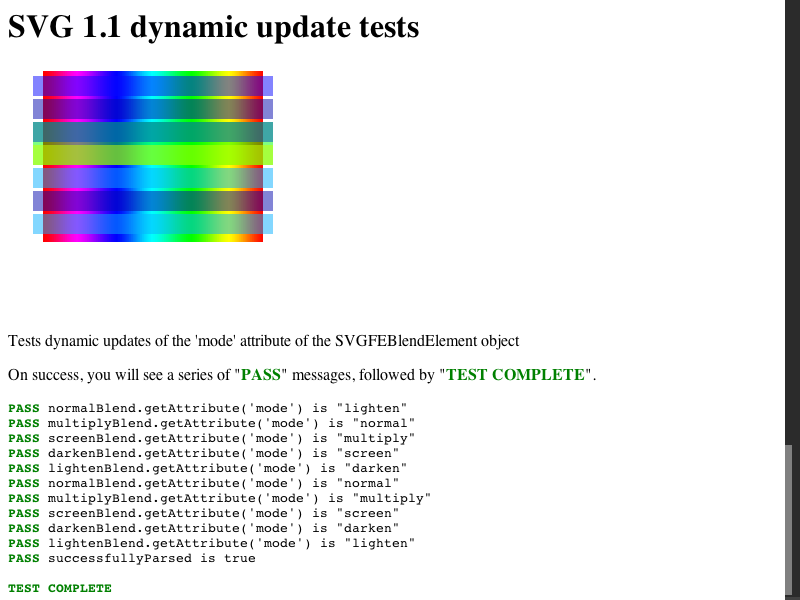 SVG 1.1 dynamic update tests
Tests dynamic updates of the 'mode' attribute of the SVGFEBlendElement object
On success, you will see a series of "PASS" messages, followed by "TEST COMPLETE".
PASS normalBlend.getAttribute('mode') is "lighten"
PASS multiplyBlend.getAttribute('mode') is "normal"
PASS screenBlend.getAttribute('mode') is "multiply"
PASS darkenBlend.getAttribute('mode') is "screen"
PASS lightenBlend.getAttribute('mode') is "darken"
PASS normalBlend.getAttribute('mode') is "normal"
PASS multiplyBlend.getAttribute('mode') is "multiply"
PASS screenBlend.getAttribute('mode') is "screen"
PASS darkenBlend.getAttribute('mode') is "darken"
PASS lightenBlend.getAttribute('mode') is "lighten"
PASS successfullyParsed is true
TEST COMPLETE